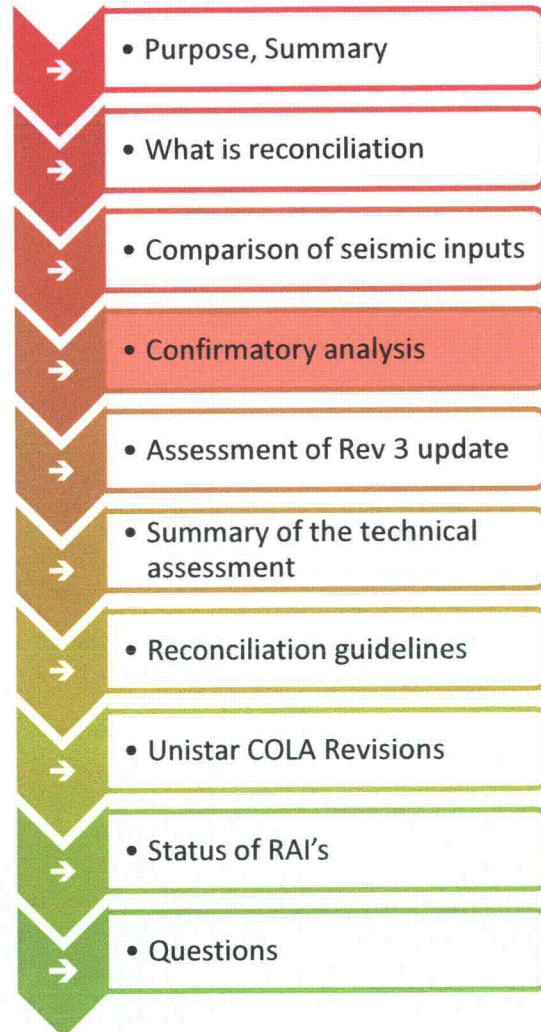 • Purpose, Summary
• What is reconciliation
• Comparison of seismic inputs
• Confirmatory analysis
• Assessment of Rev 3 update
• Summary of the technical
assessment
• Reconciliation guidelines
• Unistar COLA Revisions
• Status of RAI's
• Questions